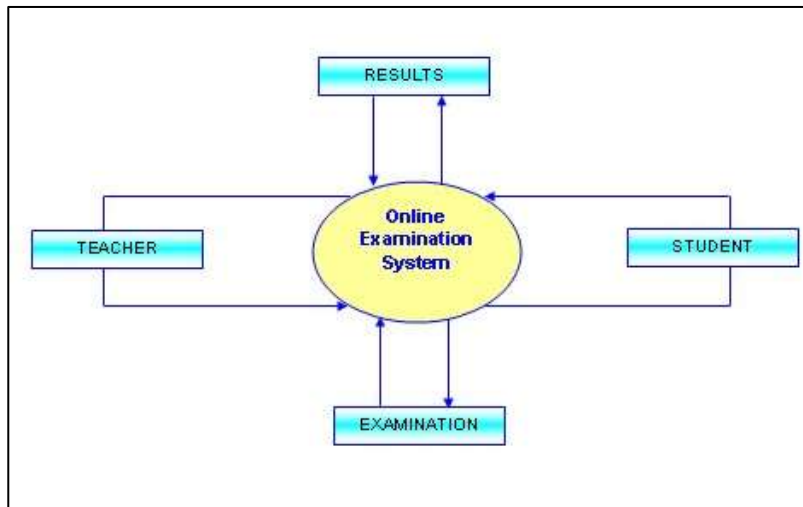 RESULTS
Online
Examination
System
TEACHER
STUDENT
EXAMINATION